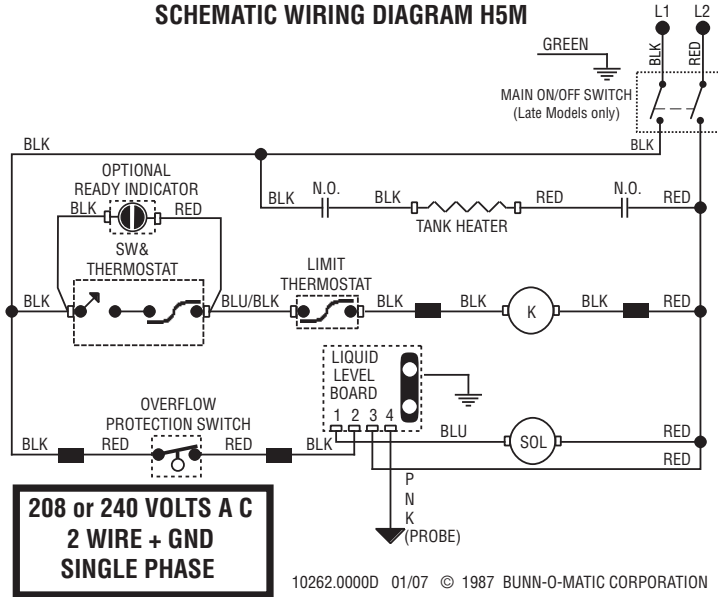 SCHEMATIC WIRING DIAGRAM H5M
L1 L2
GREEN
BLK
RED
MAIN ON/OFF SWITCH
(Late Models only)
BLK
BLK
OPTIONAL
READY INDICATOR
BLK
RED
BLK
N.O.
BLK
RED
N.O.
RED
TANK HEATER
SW&
THERMOSTAT
LIMIT
THERMOSTAT
BLK
BLU/BLK
BLK
BLK
K
BLK
RED
LIQUID
LEVEL
BOARD
1 2 3 4
OVERFLOW
PROTECTION SWITCH
BLK
RED
RED
BLK
BLU
SOL
RED
RED
P
N
K
(PROBE)
208 or 240 VOLTS A C
2 WIRE + GND
SINGLE PHASE
10262.0000D 01/07 © 1987 BUNN-O-MATIC CORPORATION